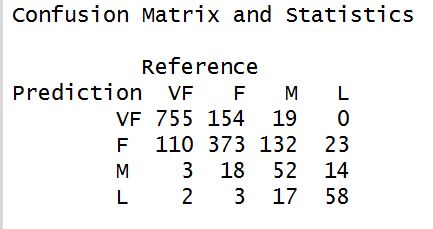 Confusion Matrix and Statistics
Reference
Prediction VF F M L
VF 755 154 19 0
F 110 373 132 23
M 3 18 52 14
L 2 3 17 58